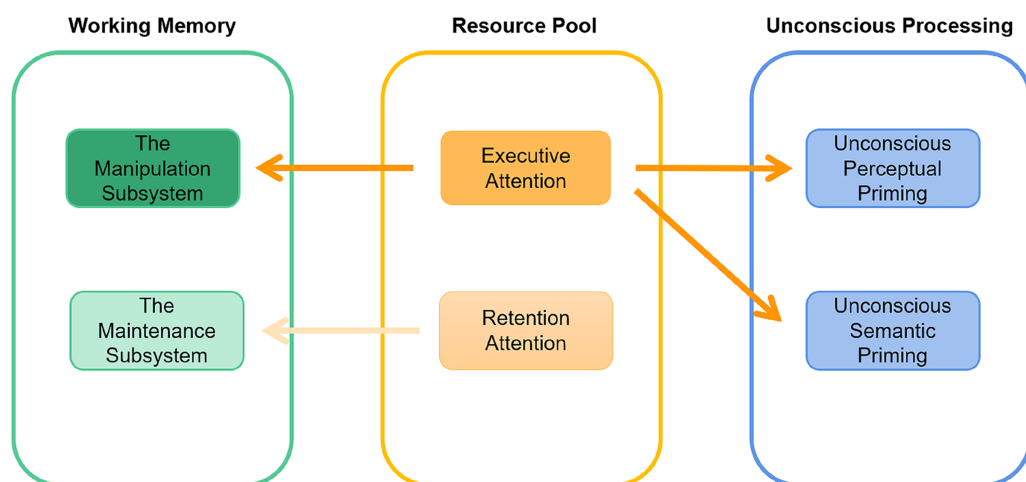 Working Memory
Resource Pool
Unconscious Processing
The
Manipulation
Subsystem
Executive
Attention
Unconscious
Perceptual
Priming
The
Maintenance
Subsystem
Retention
Attention
Unconscious
Semantic
Priming